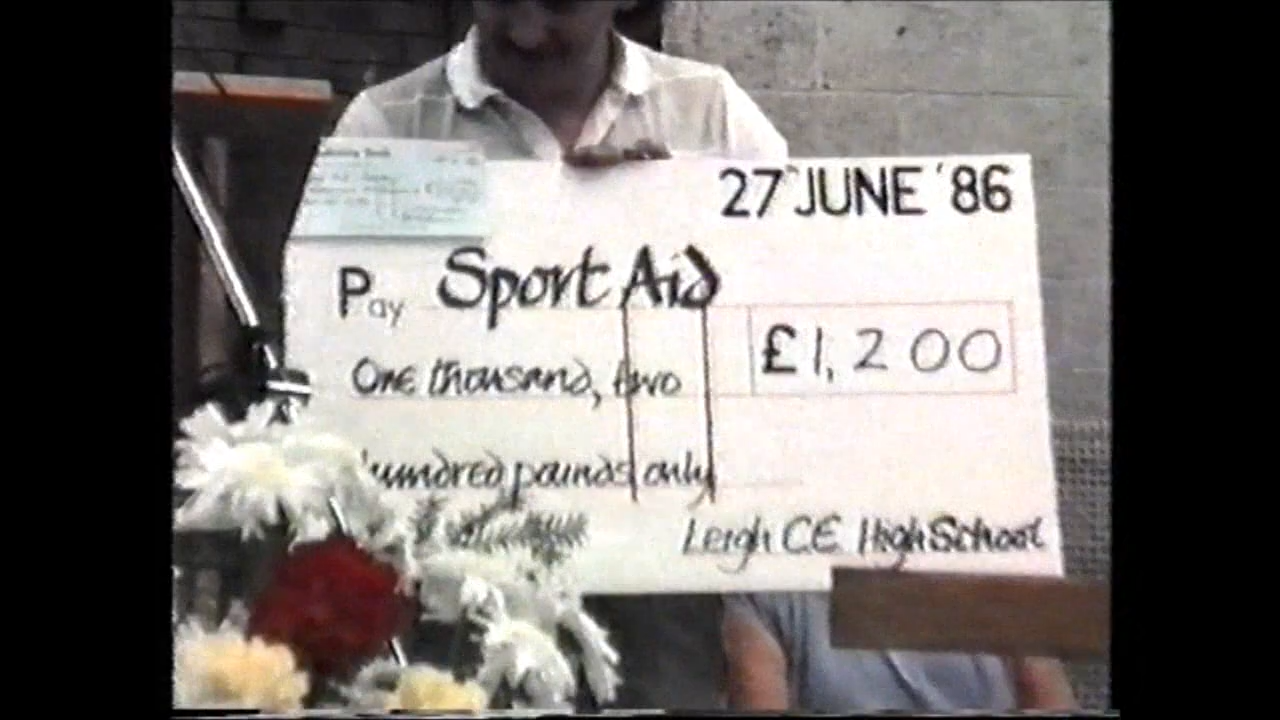 27 JUNE '86
Pay Sport Aid
£1,200
One thousand, two
hundred pounds only
Leigh C.E. High School